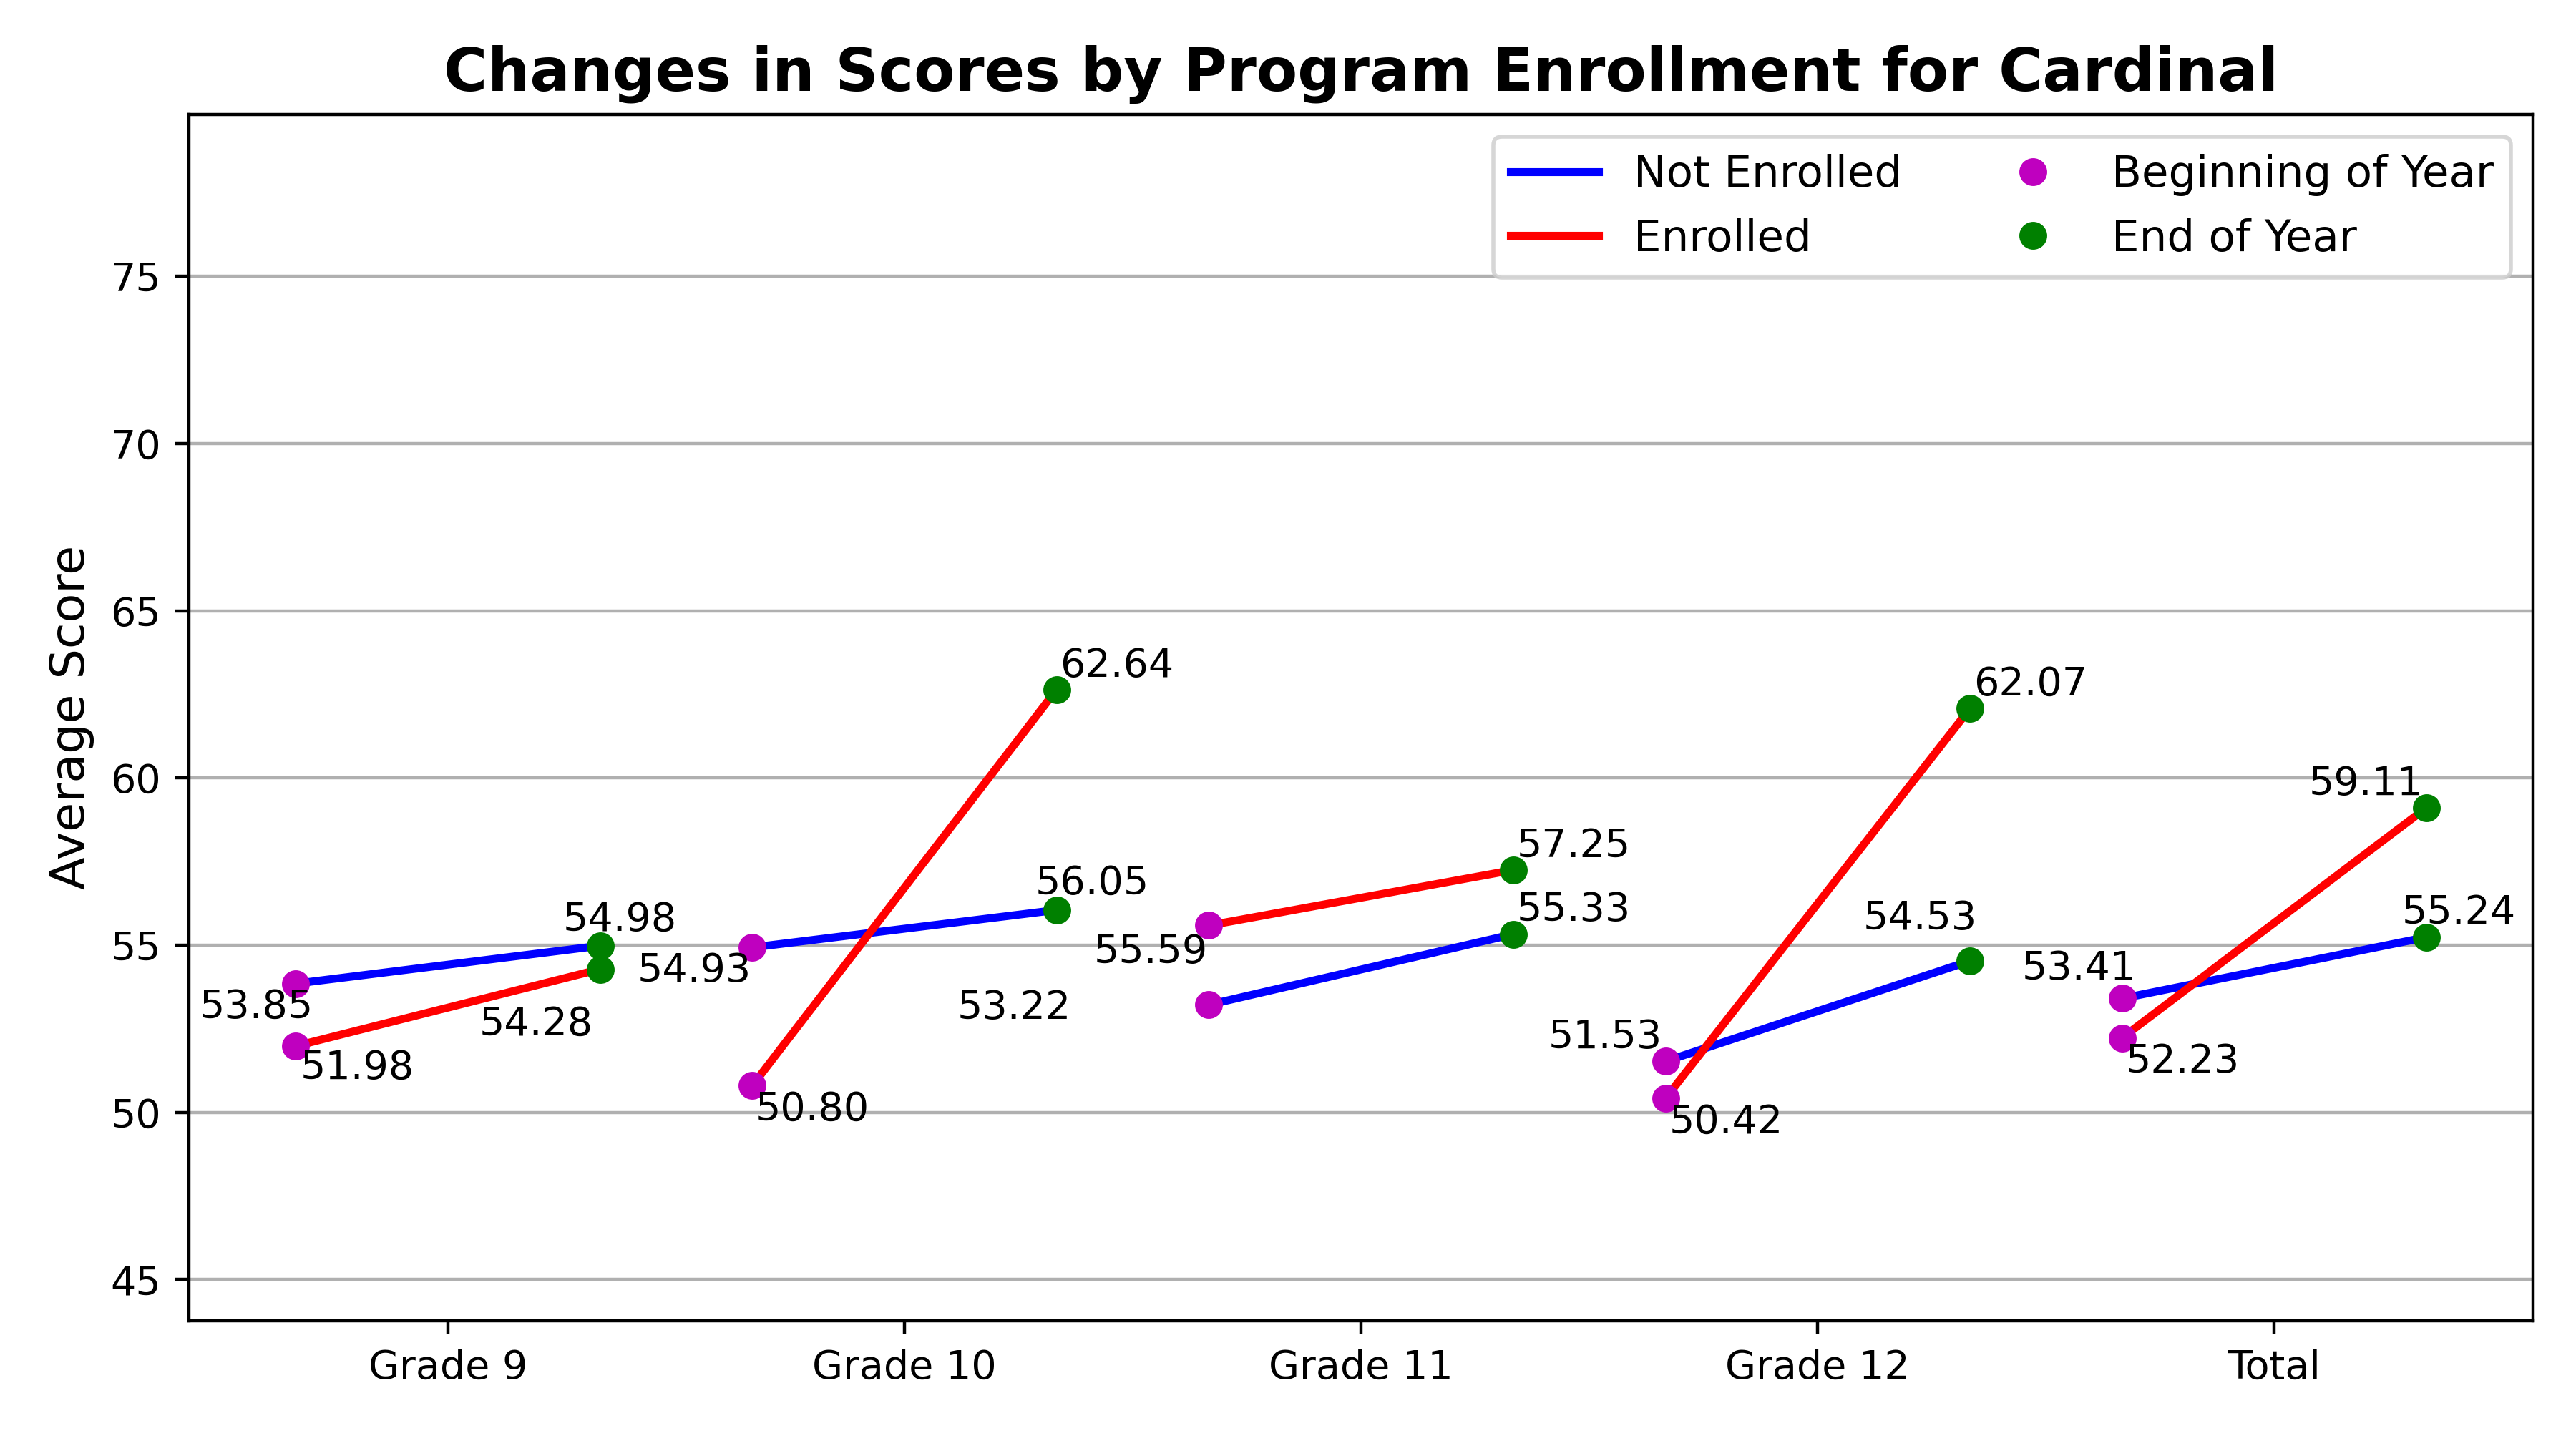 Changes in Scores by Program Enrollment for Cardinal
Not Enrolled
Enrolled
Beginning of Year
End of Year
Average Score
75
70
65
60
55
50
45
53.85
54.98
51.98
54.28
54.93
56.05
50.80
62.64
53.22
55.33
55.59
57.25
51.53
54.53
50.42
62.07
53.41
55.24
52.23
59.11
Grade 9
Grade 10
Grade 11
Grade 12
Total